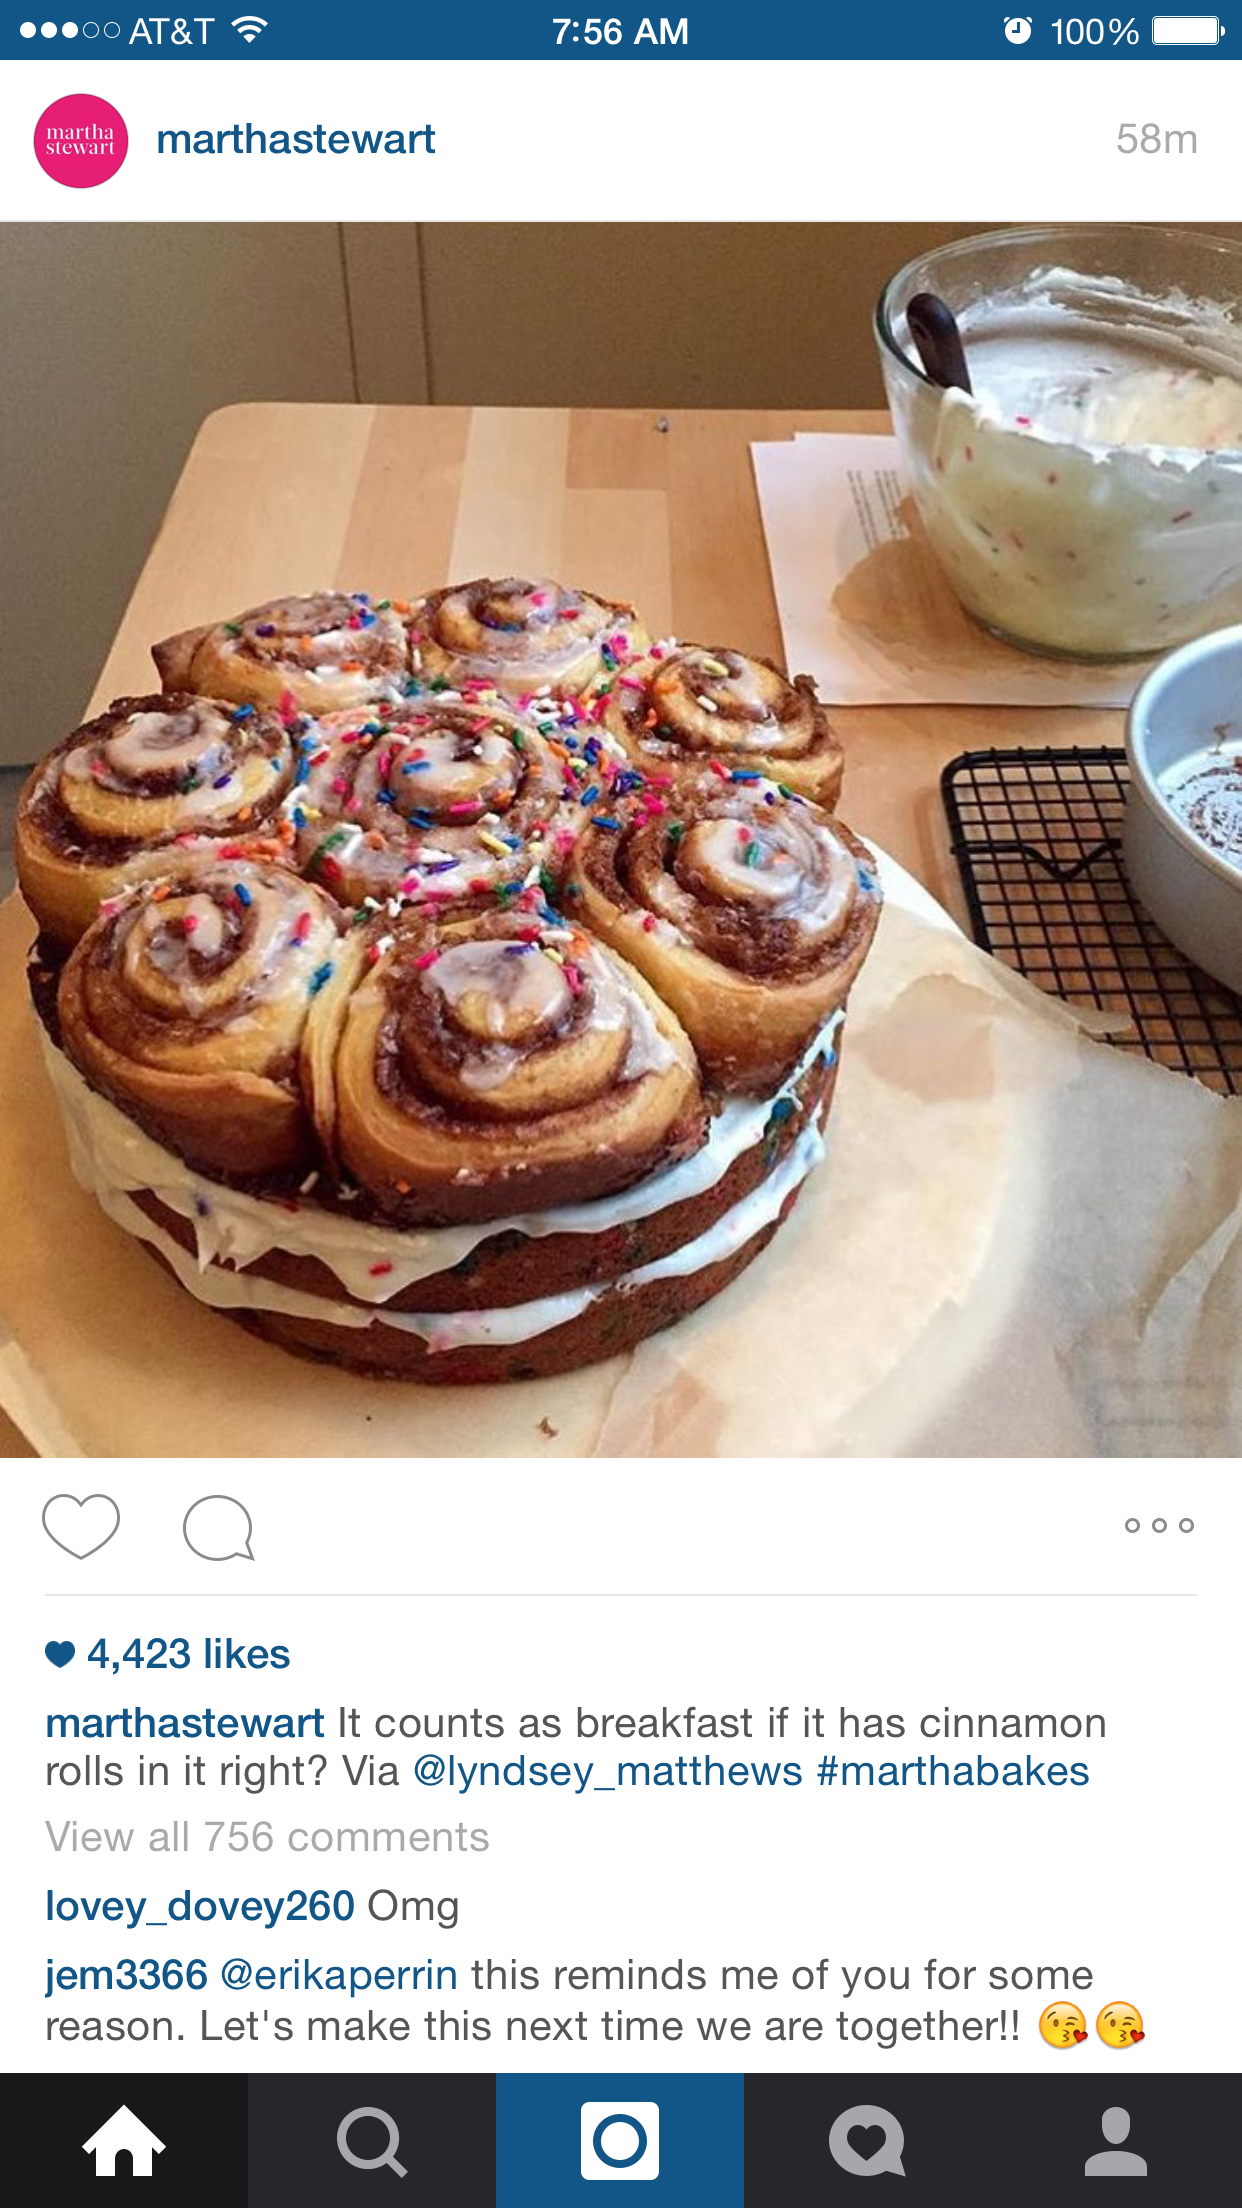 AT&T 7:56 AM 100%
martha
stewart
marthastewart 58m
4,423 likes
marthastewart It counts as breakfast if it has cinnamon
rolls in it right? Via @lyndsey_matthews #marthabakes
View all 756 comments
lovey_dovey260 Omg
jem3366 @erikaperrin this reminds me of you for some
reason. Let's make this next time we are together!! 😘😘